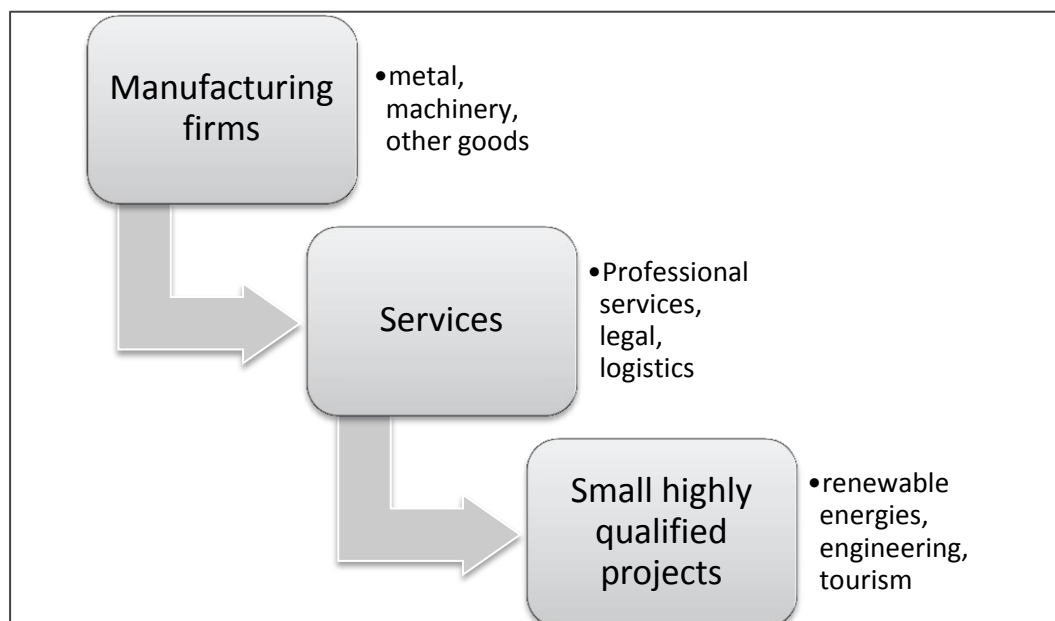 Manufacturing
firms
•metal,
machinery,
other goods
Services
•Professional
services,
legal,
logistics
Small highly
qualified
projects
•renewable
energies,
engineering,
tourism